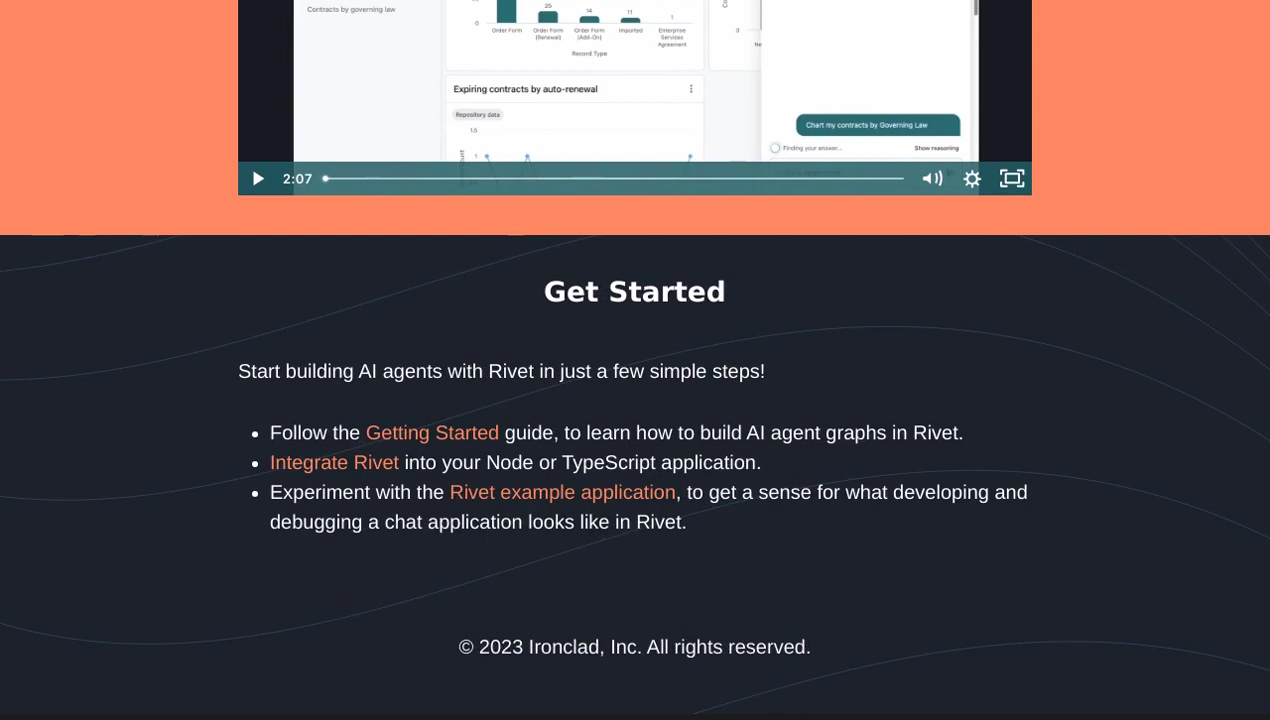 Contracts by governing law
25
14
11
1
0
Order Form
Order Form (Renewal)
Order Form (Add-On)
Imported
Enterprise Services Agreement
Record Type
0
Expiring contracts by auto-renewal
Repository data
1.5
1
Chart my contracts by Governing Law
Finding your answer...
Show reasoning
2:07
Get Started
Start building AI agents with Rivet in just a few simple steps!
Follow the Getting Started guide, to learn how to build AI agent graphs in Rivet.
Integrate Rivet into your Node or TypeScript application.
Experiment with the Rivet example application, to get a sense for what developing and
debugging a chat application looks like in Rivet.
© 2023 Ironclad, Inc. All rights reserved.